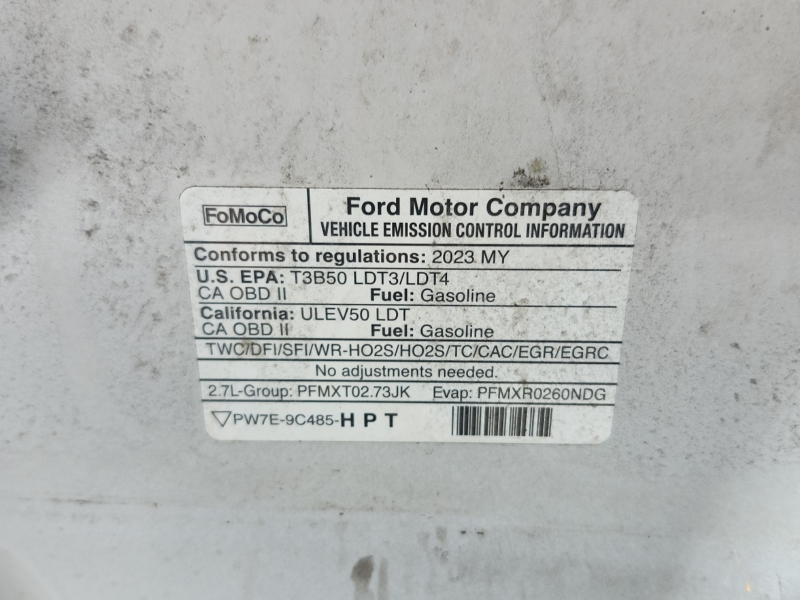 FoMoCo
Ford Motor Company
VEHICLE EMISSION CONTROL INFORMATION
Conforms to regulations: 2023 MY
U.S. EPA: T3B50 LDT3/LDT4
CA OBD II Fuel: Gasoline
California: ULEV50 LDT
CA OBD II Fuel: Gasoline
TWC/DFI/SFI/WR-HO2S/HO2S/TC/CAC/EGR/EGRC
No adjustments needed.
2.7L-Group: PFMXT02.73JK Evap: PFMXR0260NDG
PW7E-9C485-H P T